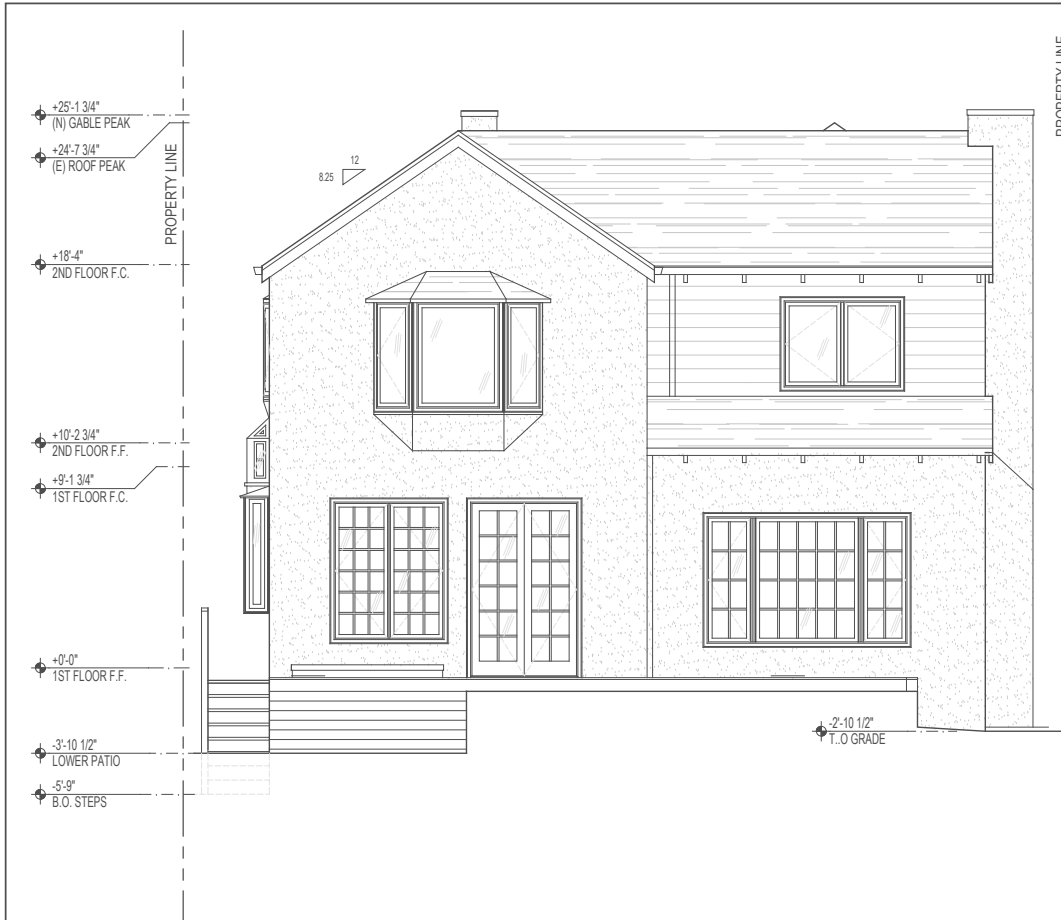 +25'-1 3/4"
(N) GABLE PEAK
+24'-7 3/4"
(E) ROOF PEAK
PROPERTY LINE
PROPERTY LINE
12
8.25
+18'-4"
2ND FLOOR F.C.
+10'-2 3/4"
2ND FLOOR F.F.
+9'-1 3/4"
1ST FLOOR F.C.
+0'-0"
1ST FLOOR F.F.
-2'-10 1/2"
T..O GRADE
-3'-10 1/2"
LOWER PATIO
-5'-9"
B.O. STEPS